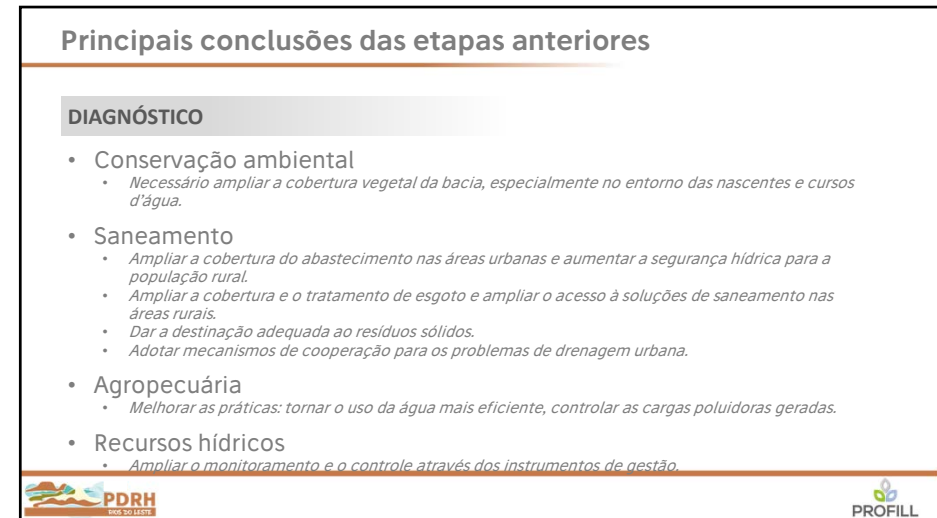 Principais conclusões das etapas anteriores
DIAGNÓSTICO
• Conservação ambiental
• Necessário ampliar a cobertura vegetal da bacia, especialmente no entorno das nascentes e cursos
d'água.
• Saneamento
• Ampliar a cobertura do abastecimento nas áreas urbanas e aumentar a segurança hídrica para a
população rural.
• Ampliar a cobertura e o tratamento de esgoto e ampliar o acesso à soluções de saneamento nas
áreas rurais.
• Dar a destinação adequada ao resíduos sólidos.
• Adotar mecanismos de cooperação para os problemas de drenagem urbana.
• Agropecuária
• Melhorar as práticas: tornar o uso da água mais eficiente, controlar as cargas poluidoras geradas.
• Recursos hídricos
• Ampliar o monitoramento e o controle através dos instrumentos de gestão.
PDRH
RIOS DO LESTE
PROFILL